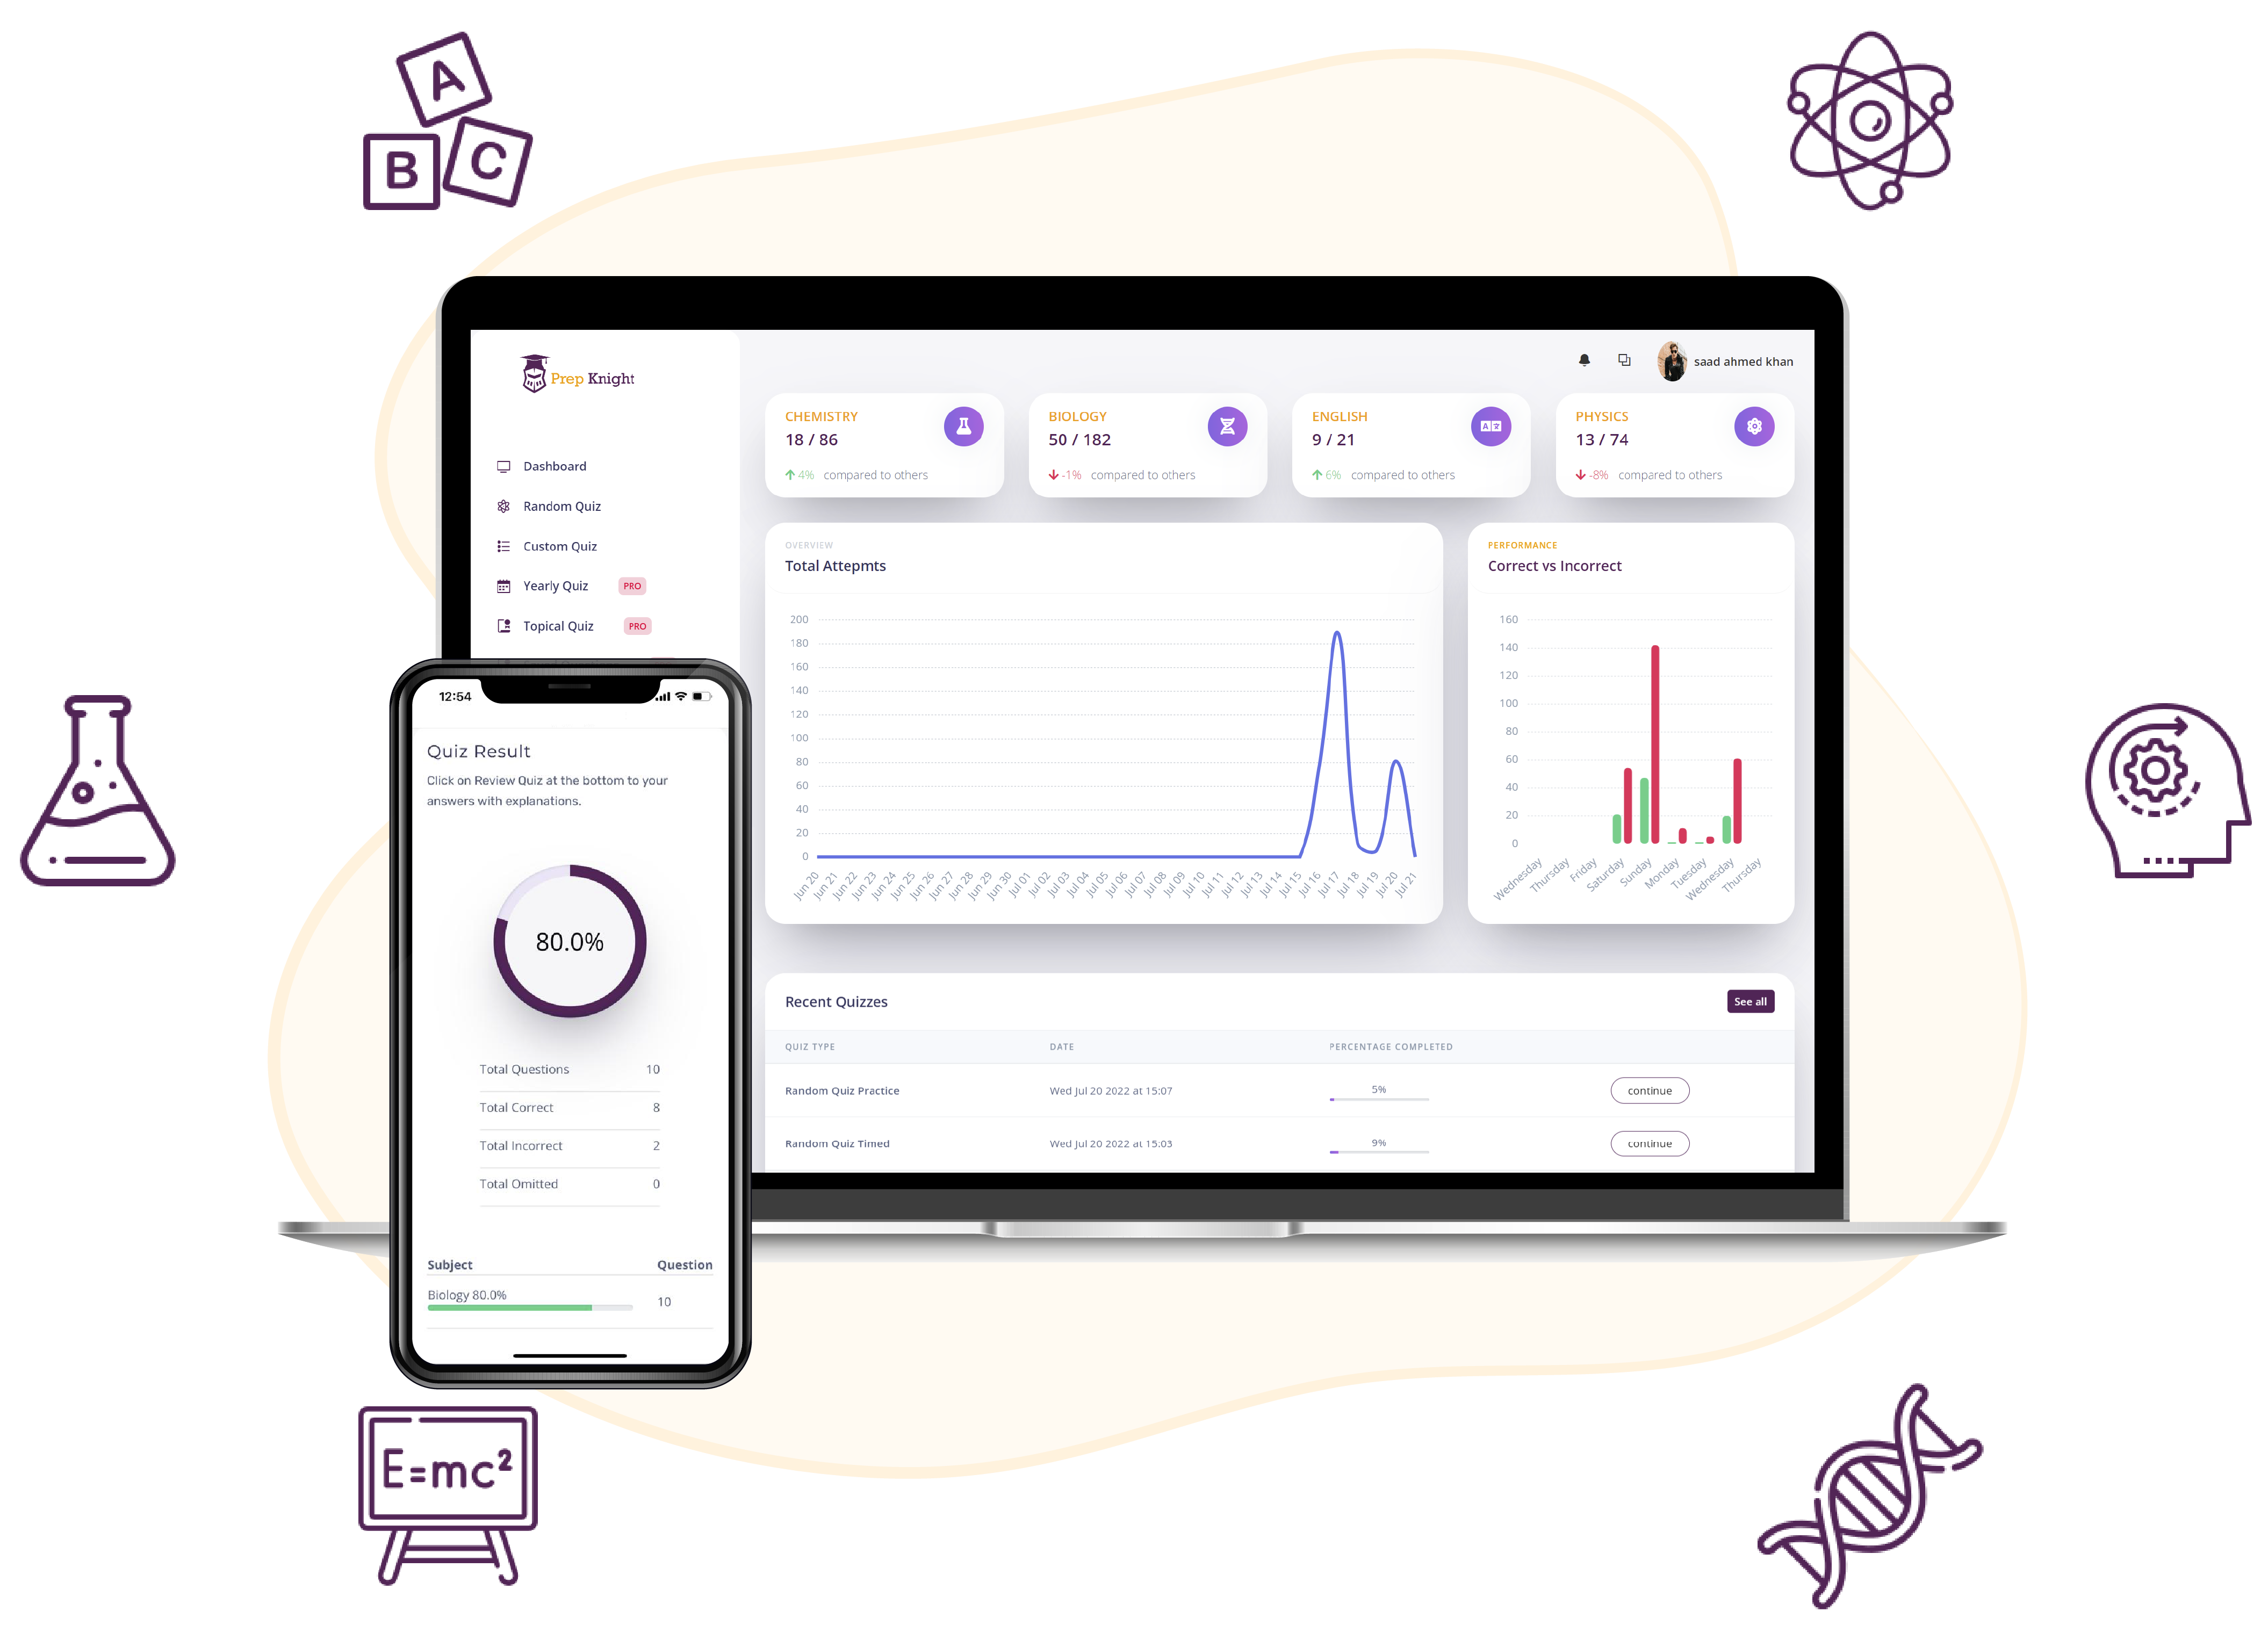 A
B
C
Prep Knight
saad ahmed khan
Dashboard
Random Quiz
Custom Quiz
Yearly Quiz PRO
Topical Quiz PRO
CHEMISTRY
18 / 86
4% compared to others
BIOLOGY
50 / 182
-1% compared to others
ENGLISH
9 / 21
6% compared to others
PHYSICS
13 / 74
-8% compared to others
OVERVIEW
Total Attepmts
200
180
160
140
120
100
80
60
40
20
0
Jun 20 Jun 21 Jun 22 Jun 23 Jun 24 Jun 25 Jun 26 Jun 27 Jun 28 Jun 29 Jun 30 Jul 01 Jul 02 Jul 03 Jul 04 Jul 05 Jul 06 Jul 07 Jul 08 Jul 09 Jul 10 Jul 11 Jul 12 Jul 13 Jul 14 Jul 15 Jul 16 Jul 17 Jul 18 Jul 19 Jul 20 Jul 21
PERFORMANCE
Correct vs Incorrect
160
140
120
100
80
60
40
20
0
Wednesday Thursday Friday Saturday Sunday Monday Tuesday Wednesday Thursday
Recent Quizzes
See all
QUIZ TYPE DATE PERCENTAGE COMPLETED
Random Quiz Practice Wed Jul 20 2022 at 15:07 5% continue
Random Quiz Timed Wed Jul 20 2022 at 15:03 9% continue
12:54
Quiz Result
Click on Review Quiz at the bottom to your
answers with explanations.
80.0%
Total Questions 10
Total Correct 8
Total Incorrect 2
Total Omitted 0
Subject Question
Biology 80.0% 10
E=mc²